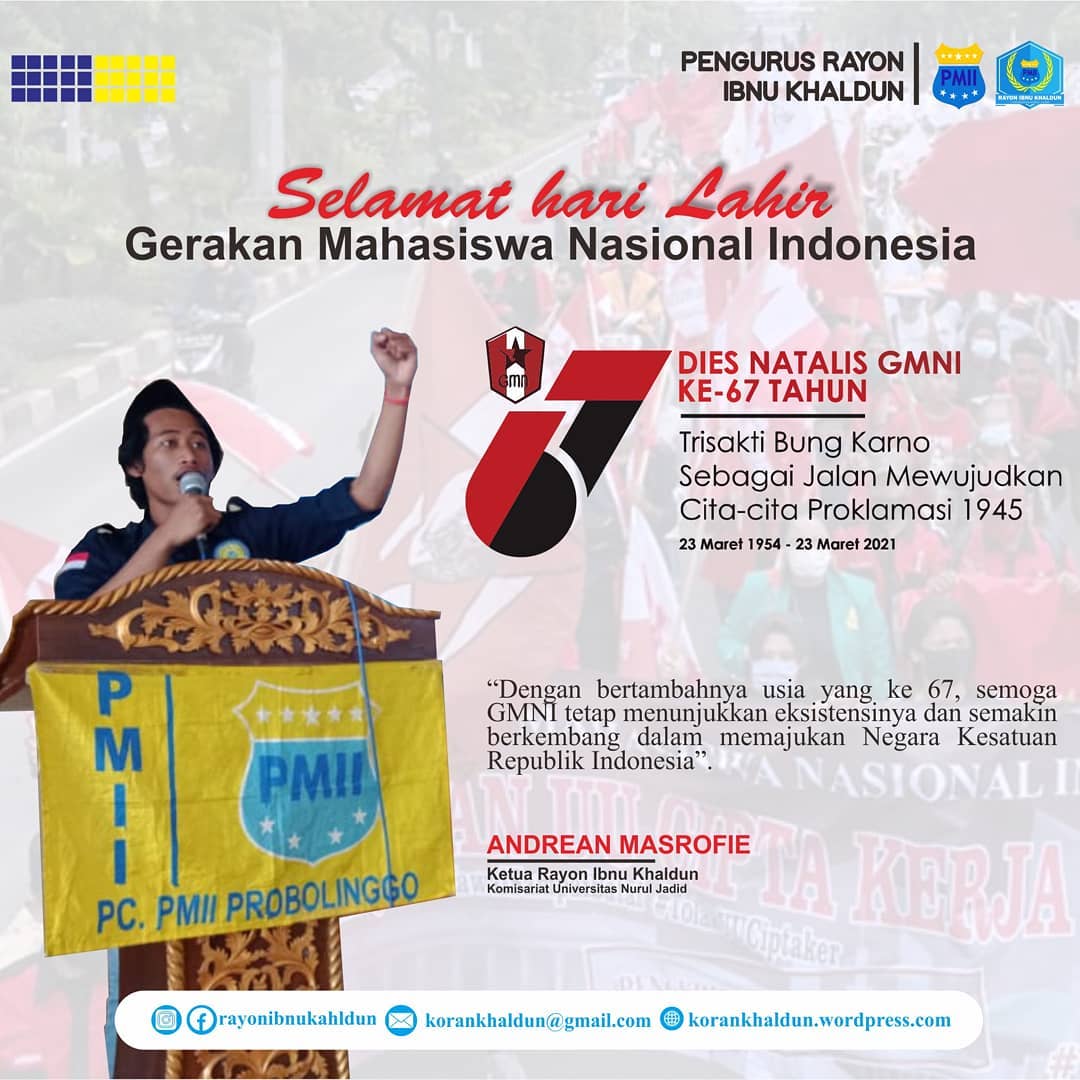 PENGURUS RAYON
IBNU KHALDUN
PMII
PMII
RAYON IBNU KHALDUN
Selamat hari Lahir
Gerakan Mahasiswa Nasional Indonesia
GMNI
67
DIES NATALIS GMNI
KE-67 TAHUN
Trisakti Bung Karno
Sebagai Jalan Mewujudkan
Cita-cita Proklamasi 1945
23 Maret 1954 - 23 Maret 2021
“Dengan bertambahnya usia yang ke 67, semoga
GMNI tetap menunjukkan eksistensinya dan semakin
berkembang dalam memajukan Negara Kesatuan
Republik Indonesia”.
NASIONAL
CIPTA KERJA
ANDREAN MASROFIE
Ketua Rayon Ibnu Khaldun
Komisariat Universitas Nurul Jadid
PMII
PMII
PC. PMII PROBOLINGGO
rayonibnukahldun
korankhaldun@gmail.com
korankhaldun.wordpress.com